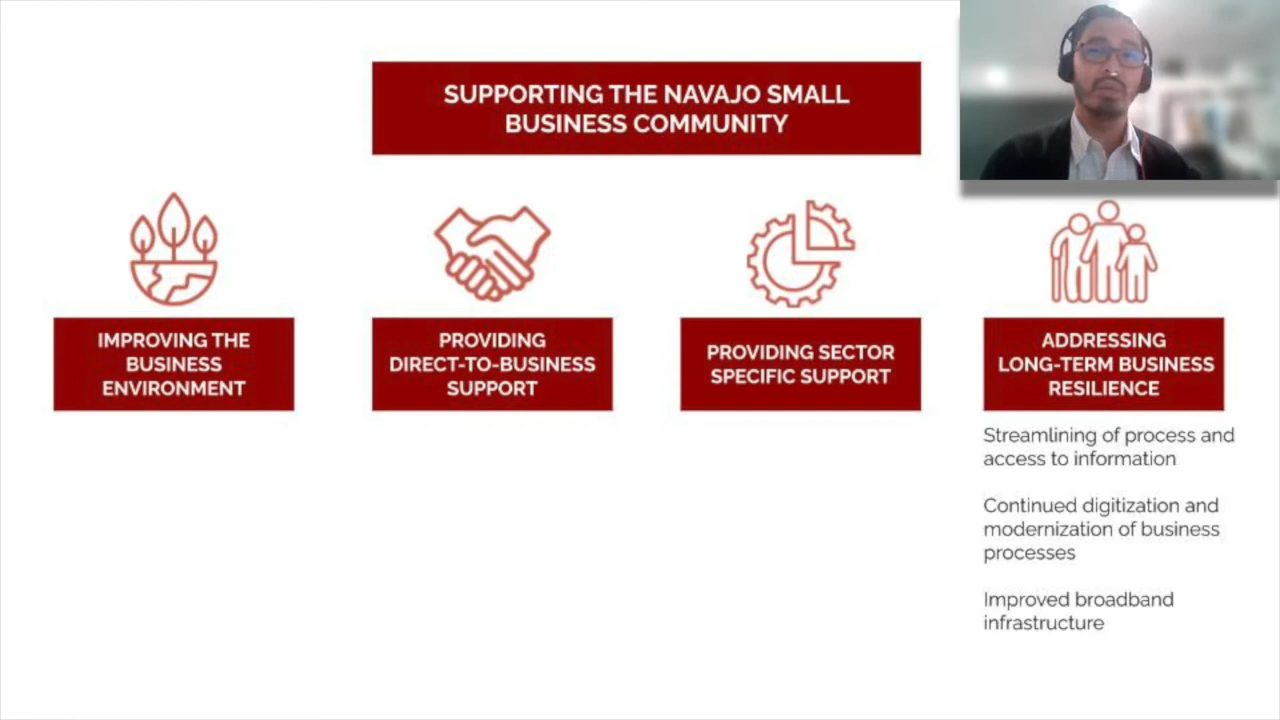 SUPPORTING THE NAVAJO SMALL
BUSINESS COMMUNITY
IMPROVING THE
BUSINESS
ENVIRONMENT
PROVIDING
DIRECT-TO-BUSINESS
SUPPORT
PROVIDING SECTOR
SPECIFIC SUPPORT
ADDRESSING
LONG-TERM BUSINESS
RESILIENCE
Streamlining of process and
access to information
Continued digitization and
modernization of business
processes
Improved broadband
infrastructure